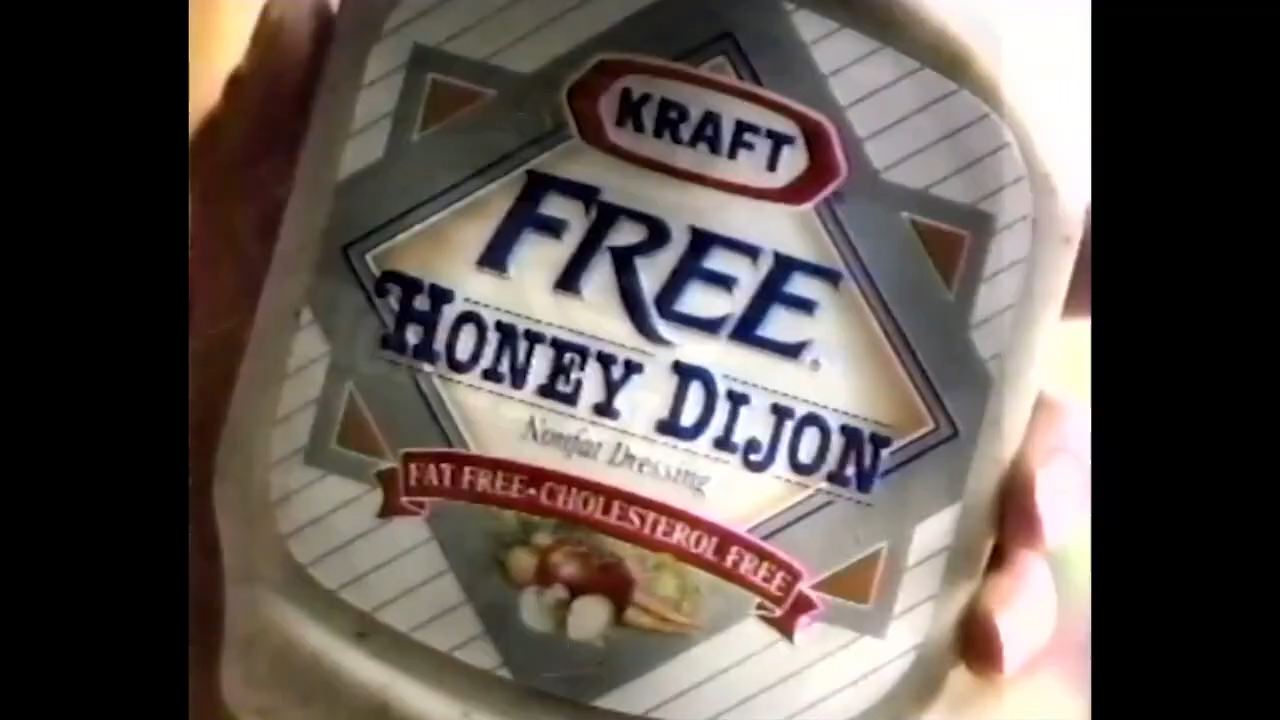 KRAFT
FREE
HONEY DIJON
Nonfat Dressing
FAT FREE • CHOLESTEROL FREE